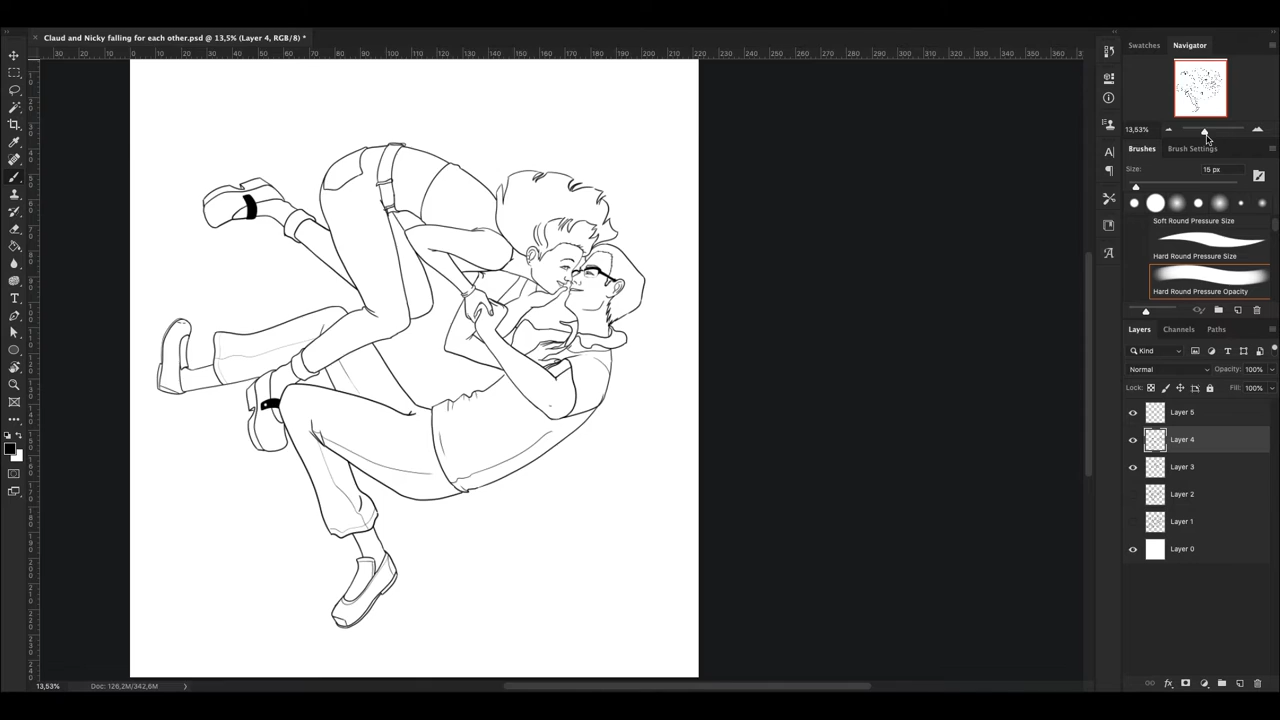 Claud and Nicky falling for each other.psd @ 13,5% (Layer 4, RGB/8) *
Swatches Navigator
13,53%
Brushes Brush Settings
Size: 15 px
Soft Round Pressure Size
Hard Round Pressure Size
Hard Round Pressure Opacity
Layers Channels Paths
Kind
Normal Opacity: 100%
Lock: Fill: 100%
Layer 5
Layer 4
Layer 3
Layer 2
Layer 1
Layer 0
13,53% Doc: 126,2M/342,6M